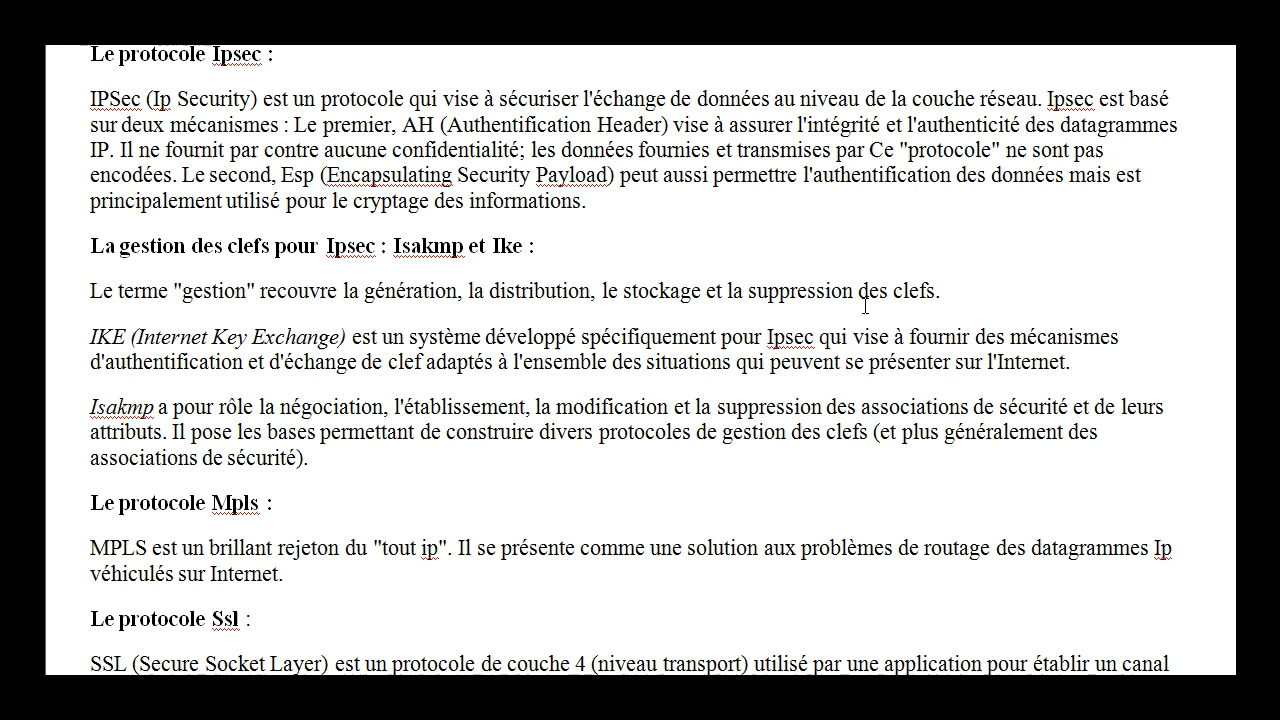 Le protocole Ipsec :
IPSec (Ip Security) est un protocole qui vise à sécuriser l'échange de données au niveau de la couche réseau. Ipsec est basé
sur deux mécanismes : Le premier, AH (Authentification Header) vise à assurer l'intégrité et l'authenticité des datagrammes
IP. Il ne fournit par contre aucune confidentialité; les données fournies et transmises par Ce "protocole" ne sont pas
encodées. Le second, Esp (Encapsulating Security Payload) peut aussi permettre l'authentification des données mais est
principalement utilisé pour le cryptage des informations.
La gestion des clefs pour Ipsec : Isakmp et Ike :
Le terme "gestion" recouvre la génération, la distribution, le stockage et la suppression des clefs.
IKE (Internet Key Exchange) est un système développé spécifiquement pour Ipsec qui vise à fournir des mécanismes
d'authentification et d'échange de clef adaptés à l'ensemble des situations qui peuvent se présenter sur l'Internet.
Isakmp a pour rôle la négociation, l'établissement, la modification et la suppression des associations de sécurité et de leurs
attributs. Il pose les bases permettant de construire divers protocoles de gestion des clefs (et plus généralement des
associations de sécurité).
Le protocole Mpls :
MPLS est un brillant rejeton du "tout ip". Il se présente comme une solution aux problèmes de routage des datagrammes Ip
véhiculés sur Internet.
Le protocole Ssl :
SSL (Secure Socket Layer) est un protocole de couche 4 (niveau transport) utilisé par une application pour établir un canal